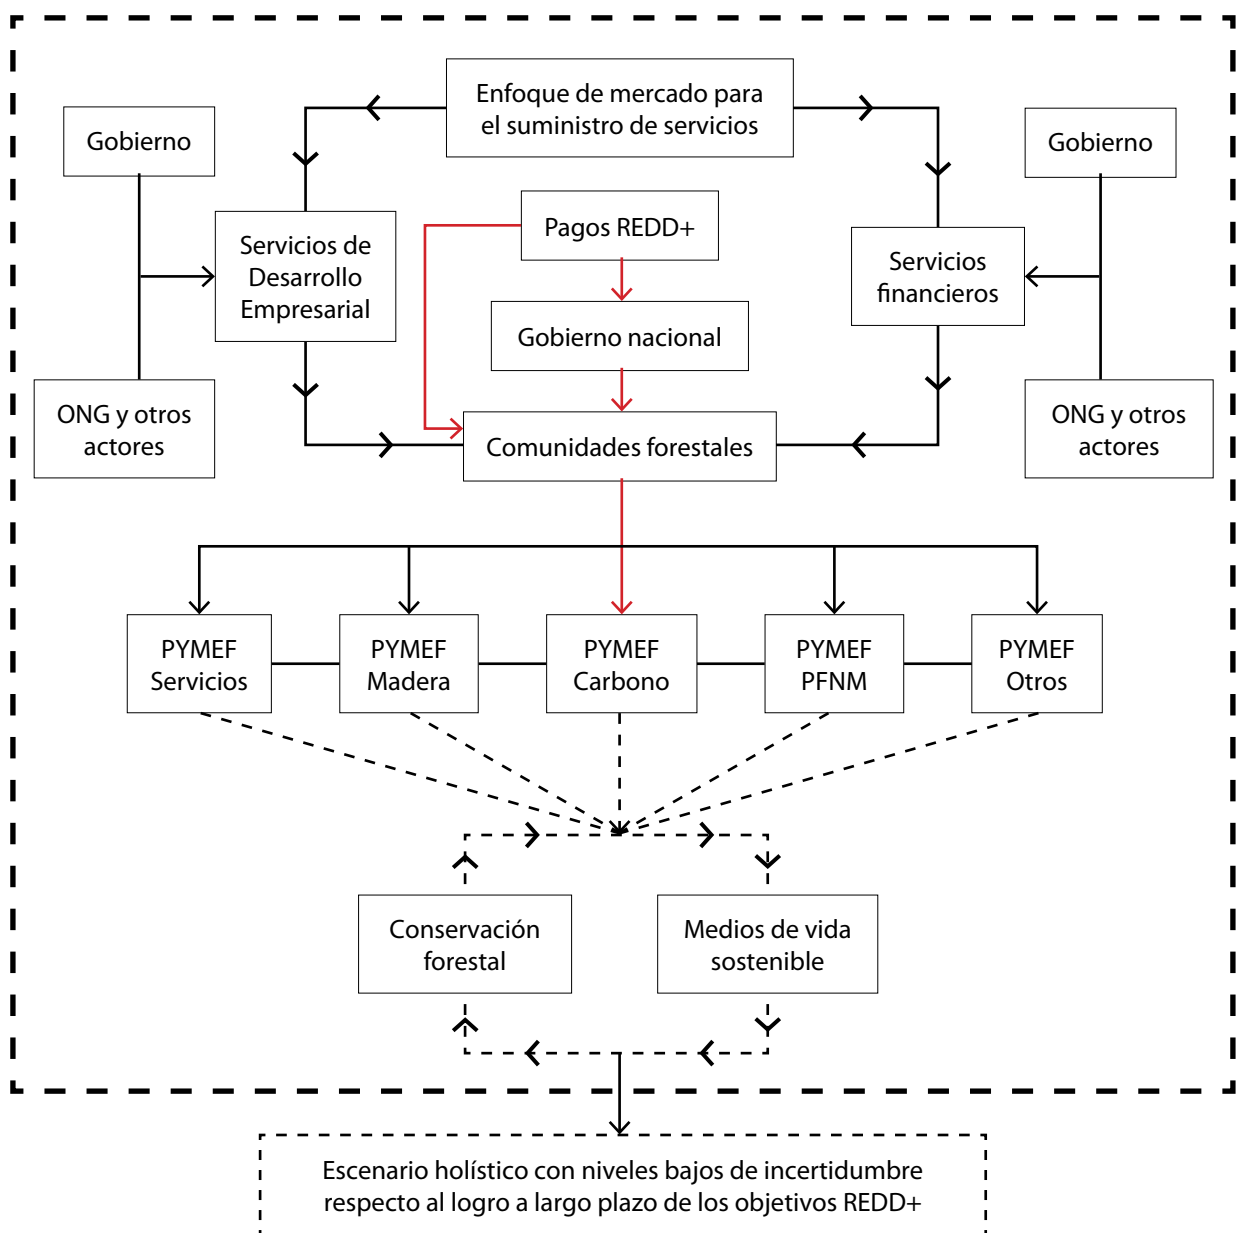 Enfoque de mercado para
el suministro de servicios
Gobierno
Gobierno
Pagos REDD+
Servicios de
Desarrollo
Empresarial
Servicios
financieros
Gobierno nacional
ONG y otros
actores
Comunidades forestales
ONG y otros
actores
PYMEF
Servicios
PYMEF
Madera
PYMEF
Carbono
PYMEF
PFNM
PYMEF
Otros
Conservación
forestal
Medios de vida
sostenible
Escenario holístico con niveles bajos de incertidumbre
respecto al logro a largo plazo de los objetivos REDD+